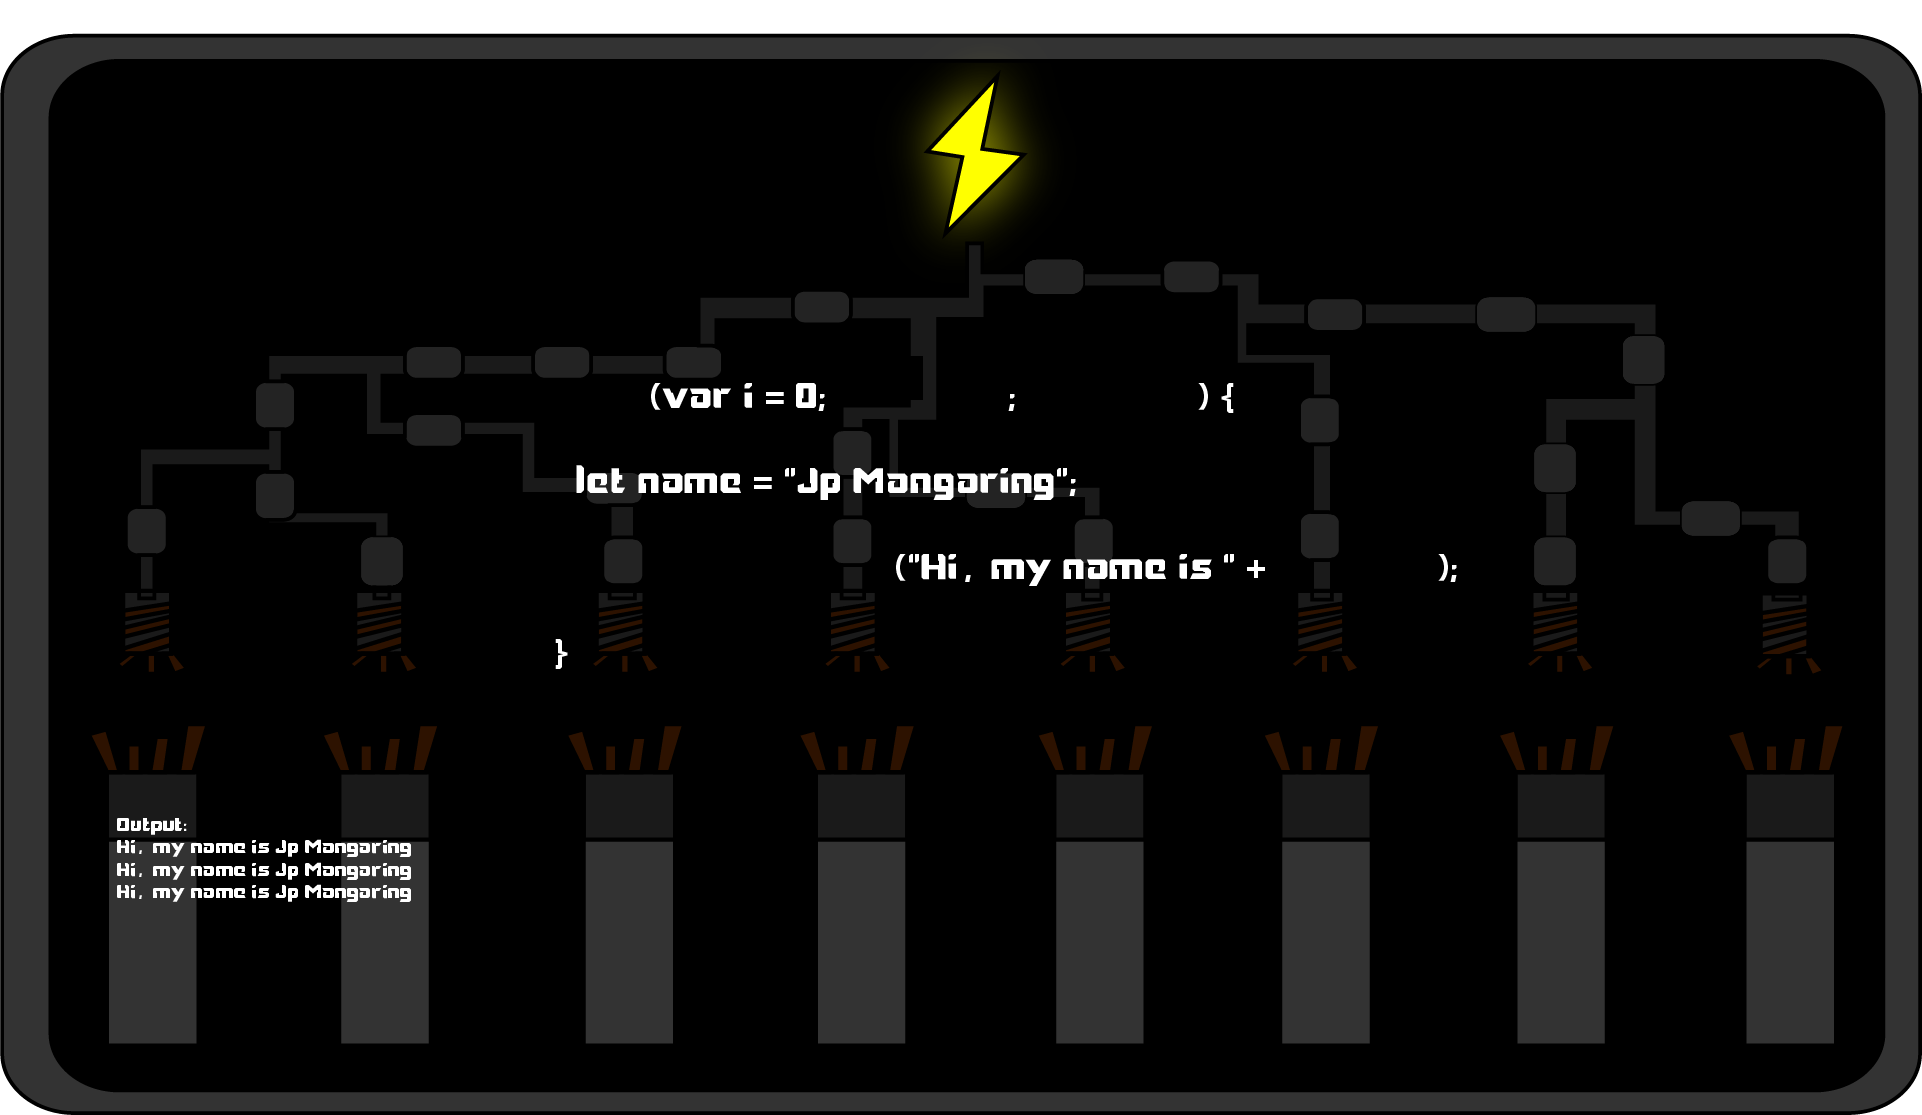 (var i = 0; ; ) {
let name = "Jp Mangaring";
("Hi, my name is " + );
}
Output:
Hi, my name is Jp Mangaring
Hi, my name is Jp Mangaring
Hi, my name is Jp Mangaring